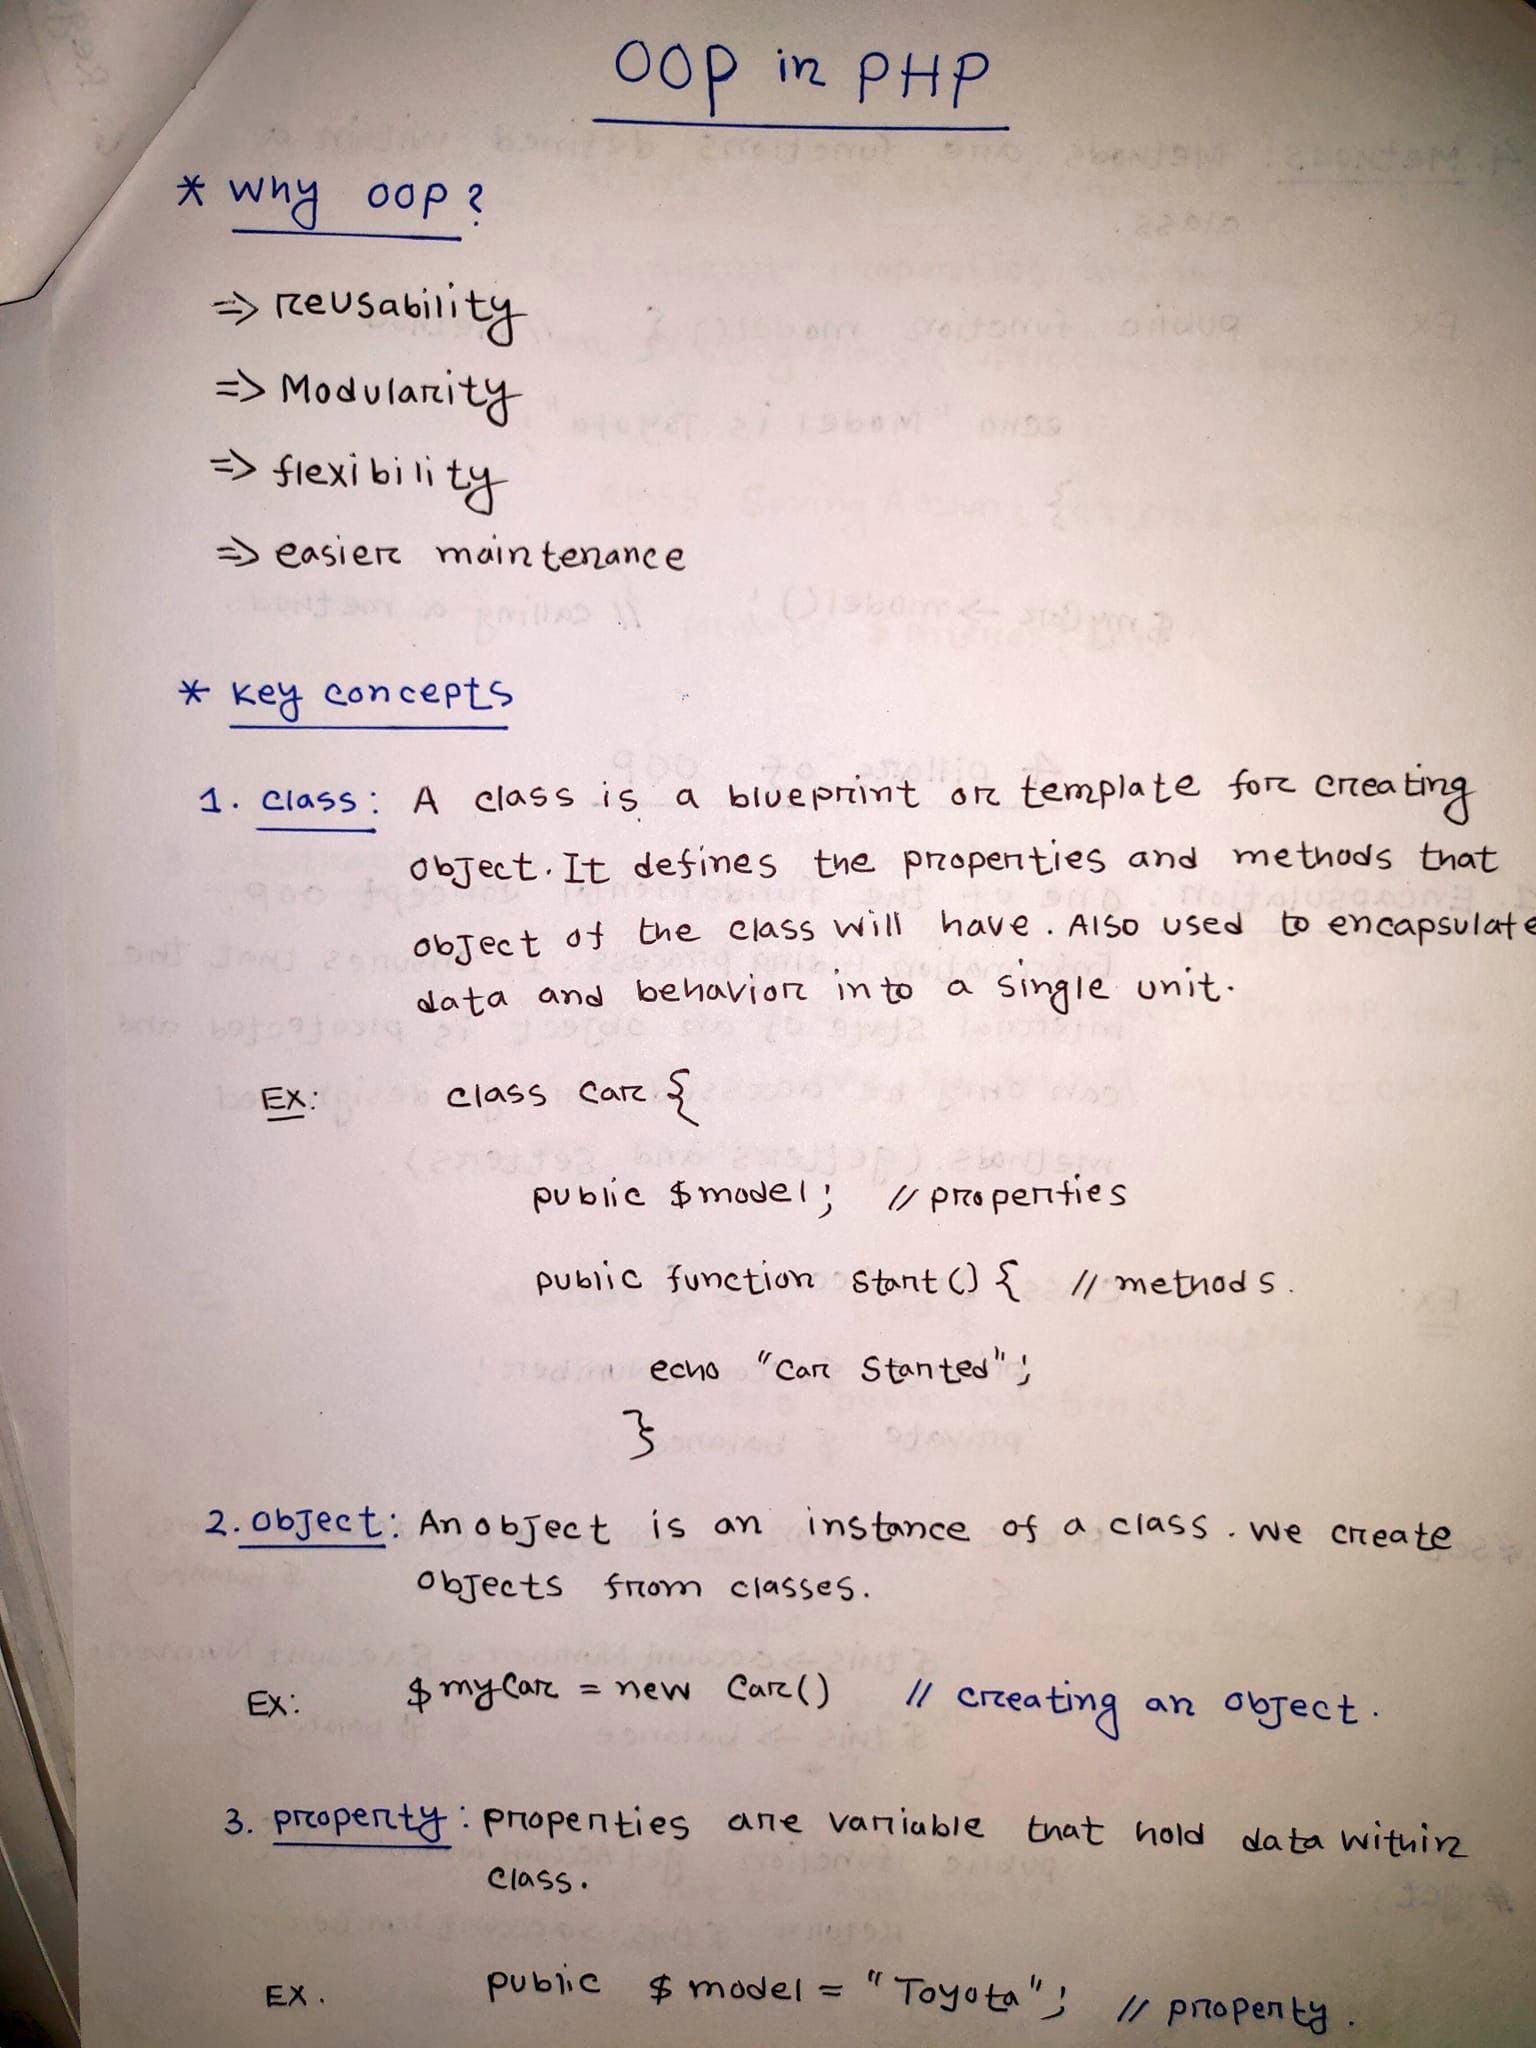 OOP in PHP
* Why OOP?
=> reusability
=> Modularity
=> flexibility
=> easier maintenance
* Key concepts
1. Class: A class is a blueprint or template for creating
object. It defines the properties and methods that
object of the class will have. Also used to encapsulate
data and behavior into a single unit.
EX: class Car {
public $model; // properties
public function start() { // methods.
echo "Car Started";
}
2. Object: An object is an instance of a class. We create
objects from classes.
EX: $myCar = new Car() // creating an object.
3. property: properties are variable that hold data within
class.
EX. public $model = "Toyota"; // property.